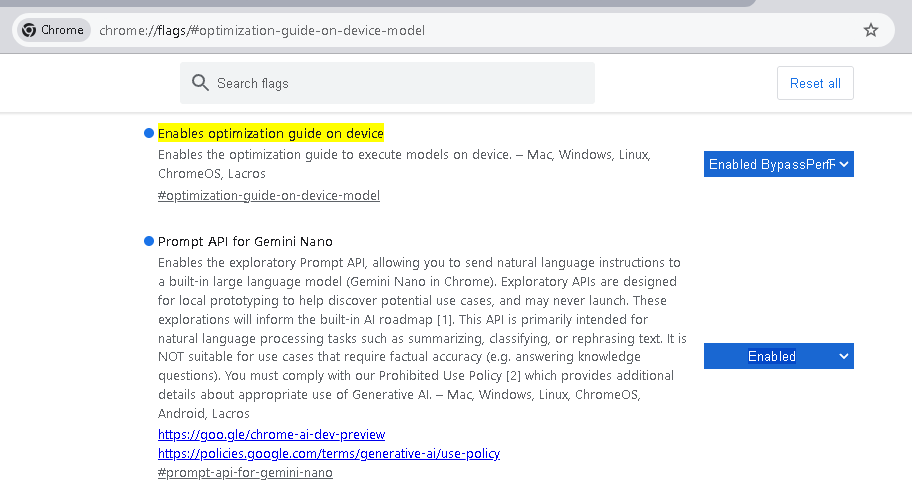 Chrome chrome://flags/#optimization-guide-on-device-model
Search flags
Reset all
Enables optimization guide on device
Enables the optimization guide to execute models on device. – Mac, Windows, Linux,
ChromeOS, Lacros
#optimization-guide-on-device-model
Enabled BypassPerfR
Prompt API for Gemini Nano
Enables the exploratory Prompt API, allowing you to send natural language instructions to
a built-in large language model (Gemini Nano in Chrome). Exploratory APIs are designed
for local prototyping to help discover potential use cases, and may never launch. These
explorations will inform the built-in AI roadmap [1]. This API is primarily intended for
natural language processing tasks such as summarizing, classifying, or rephrasing text. It is
NOT suitable for use cases that require factual accuracy (e.g. answering knowledge
questions). You must comply with our Prohibited Use Policy [2] which provides additional
details about appropriate use of Generative AI. – Mac, Windows, Linux, ChromeOS,
Android, Lacros
https://goo.gle/chrome-ai-dev-preview
https://policies.google.com/terms/generative-ai/use-policy
#prompt-api-for-gemini-nano
Enabled